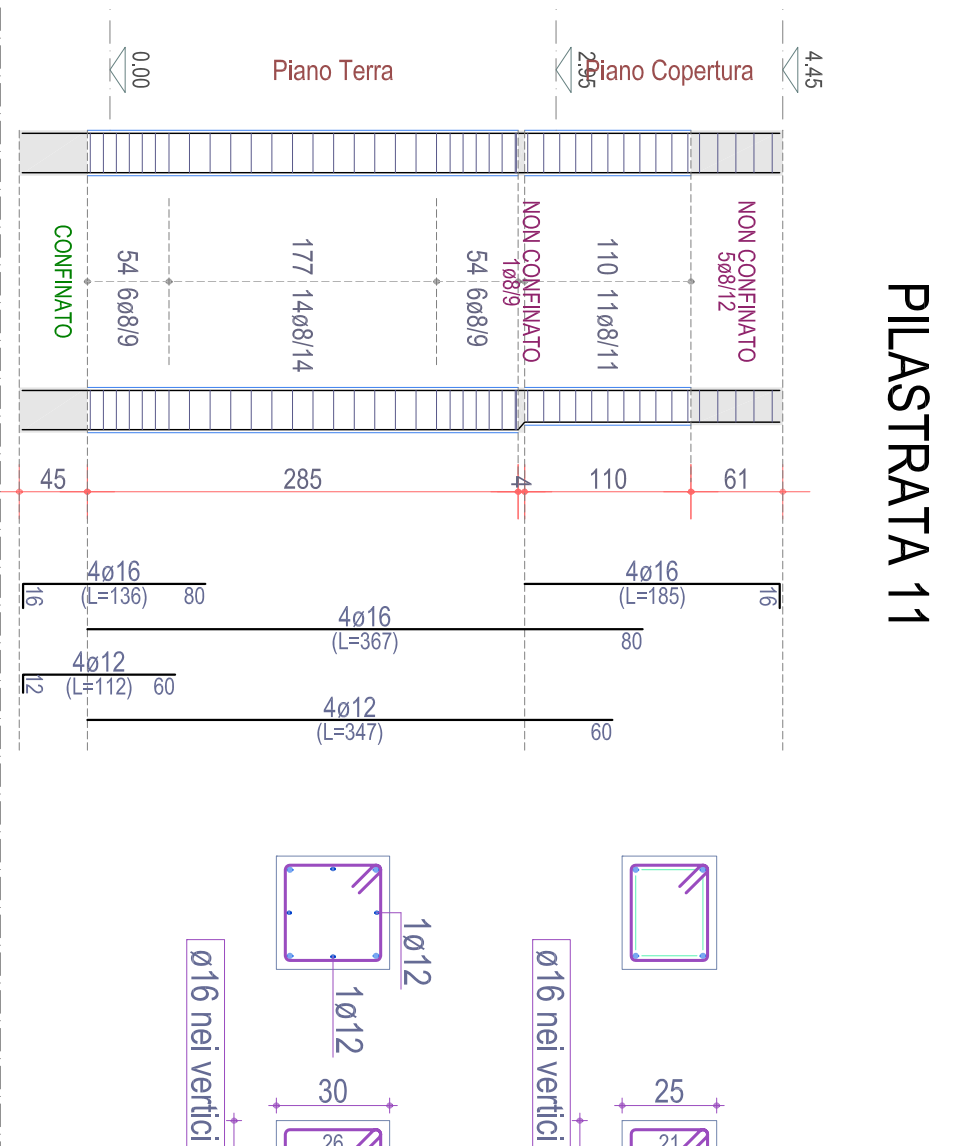 PILASTRATA 11
0.00
Piano Terra
2.95
Piano Copertura
4.45
CONFINATO
54 6ø8/9
177 14ø8/14
54 6ø8/9
NON CONFINATO
1ø8/9
110 11ø8/11
NON CONFINATO
5ø8/12
45
285
4
110
61
4ø16
(L=136)
80
16
4ø16
(L=185)
16
4ø16
(L=367)
80
4ø12
(L=112)
60
12
4ø12
(L=347)
60
1ø12
1ø12
ø16 nei vertici
ø16 nei vertici
30
25
26
21